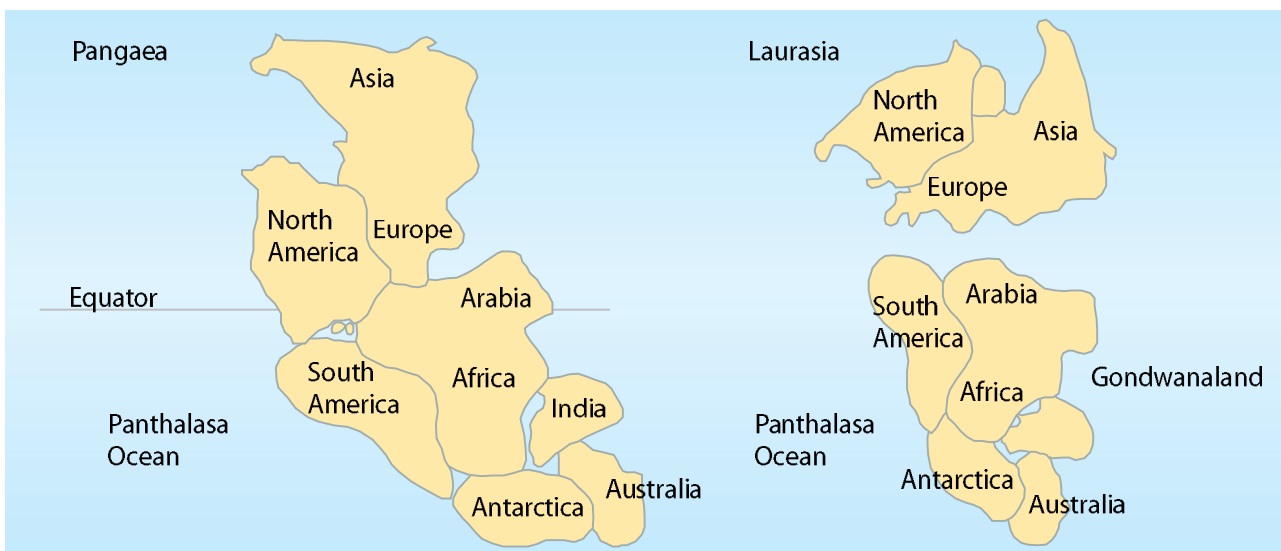 Pangaea
Asia
North
America
Europe
Equator
Arabia
South
America
Africa
India
Panthalasa
Ocean
Antarctica
Australia
Laurasia
North
America
Asia
Europe
South
America
Arabia
Africa
Gondwanaland
Panthalasa
Ocean
Antarctica
Australia